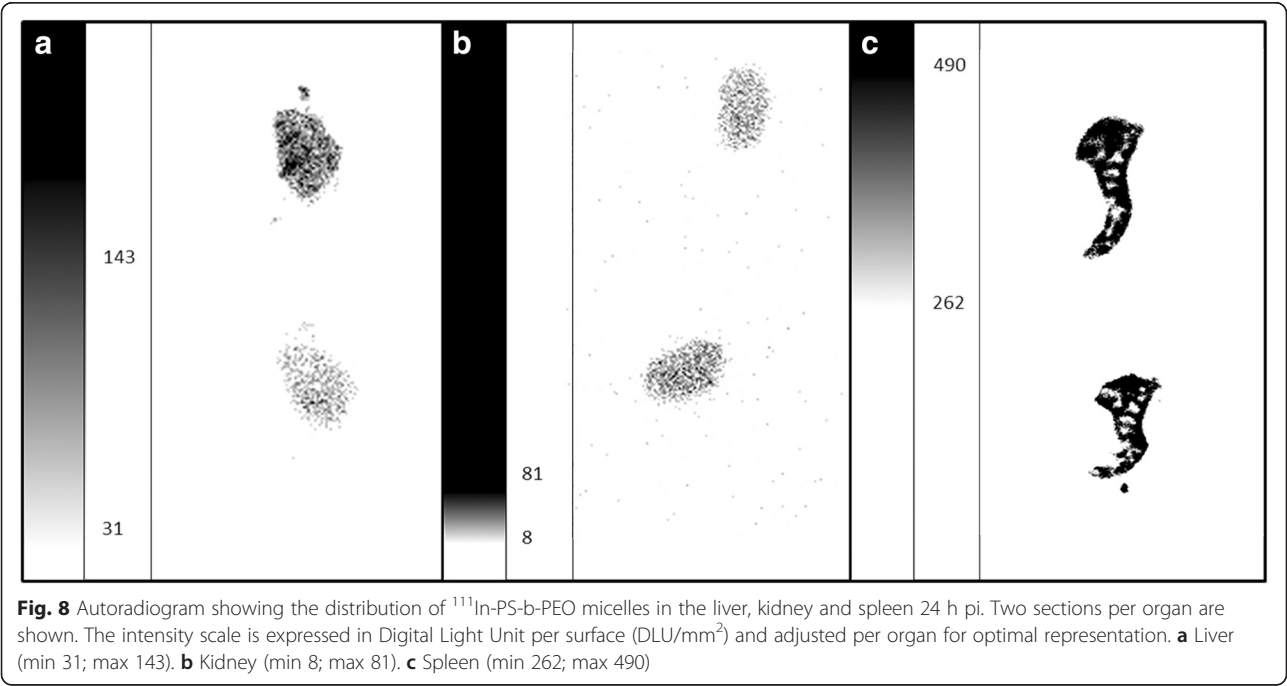 a
143
31
b
81
8
c
490
262
Fig. 8 Autoradiogram showing the distribution of ¹¹¹In-PS-b-PEO micelles in the liver, kidney and spleen 24 h pi. Two sections per organ are
shown. The intensity scale is expressed in Digital Light Unit per surface (DLU/mm²) and adjusted per organ for optimal representation. a Liver
(min 31; max 143). b Kidney (min 8; max 81). c Spleen (min 262; max 490)